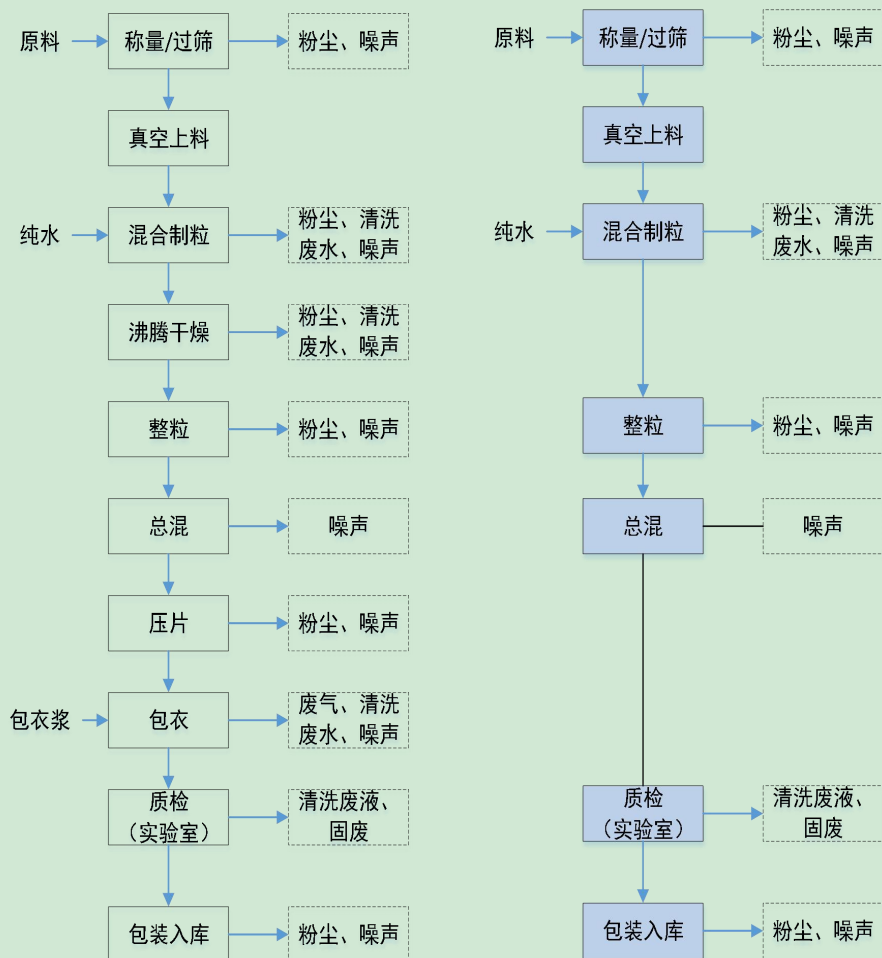 原料
称量/过筛
粉尘、噪声
真空上料
纯水
混合制粒
粉尘、清洗
废水、噪声
沸腾干燥
粉尘、清洗
废水、噪声
整粒
粉尘、噪声
总混
噪声
压片
粉尘、噪声
包衣浆
包衣
废气、清洗
废水、噪声
质检
（实验室）
清洗废液、
固废
包装入库
粉尘、噪声
原料
称量/过筛
粉尘、噪声
真空上料
纯水
混合制粒
粉尘、清洗
废水、噪声
整粒
粉尘、噪声
总混
噪声
质检
（实验室）
清洗废液、
固废
包装入库
粉尘、噪声